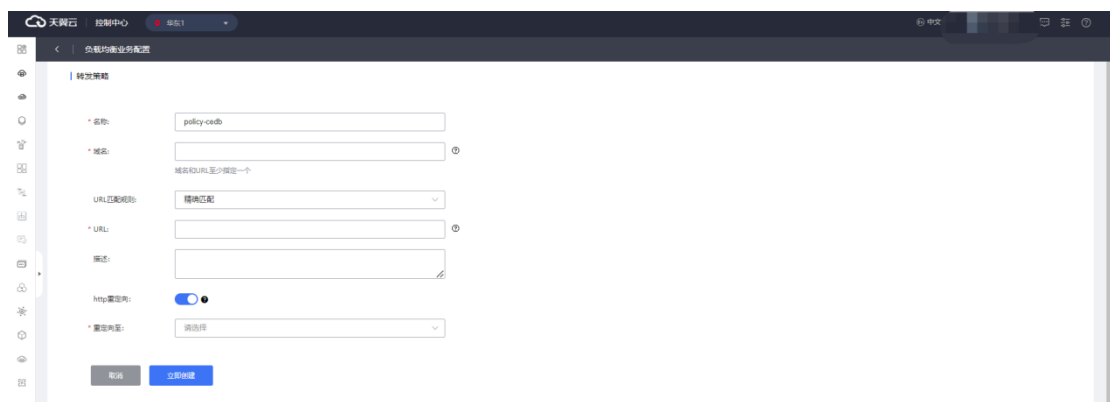 天翼云 控制中心 华东1 中文
负载均衡业务配置
转发策略
* 名称: policy-cedb
* 域名:
域名和URL至少指定一个
URL匹配规则: 精确匹配
* URL:
描述:
http重定向:
* 重定向至: 请选择
取消 立即创建